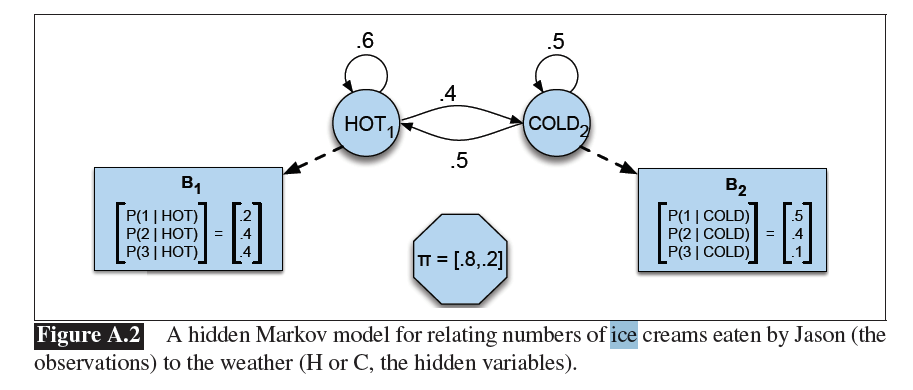 .6
.5
.4
HOT1
COLD2
.5
B1
P(1 | HOT)
P(2 | HOT)
P(3 | HOT)
=
.2
.4
.4
π = [.8,.2]
B2
P(1 | COLD)
P(2 | COLD)
P(3 | COLD)
=
.5
.4
.1
Figure A.2 A hidden Markov model for relating numbers of ice creams eaten by Jason (the
observations) to the weather (H or C, the hidden variables).